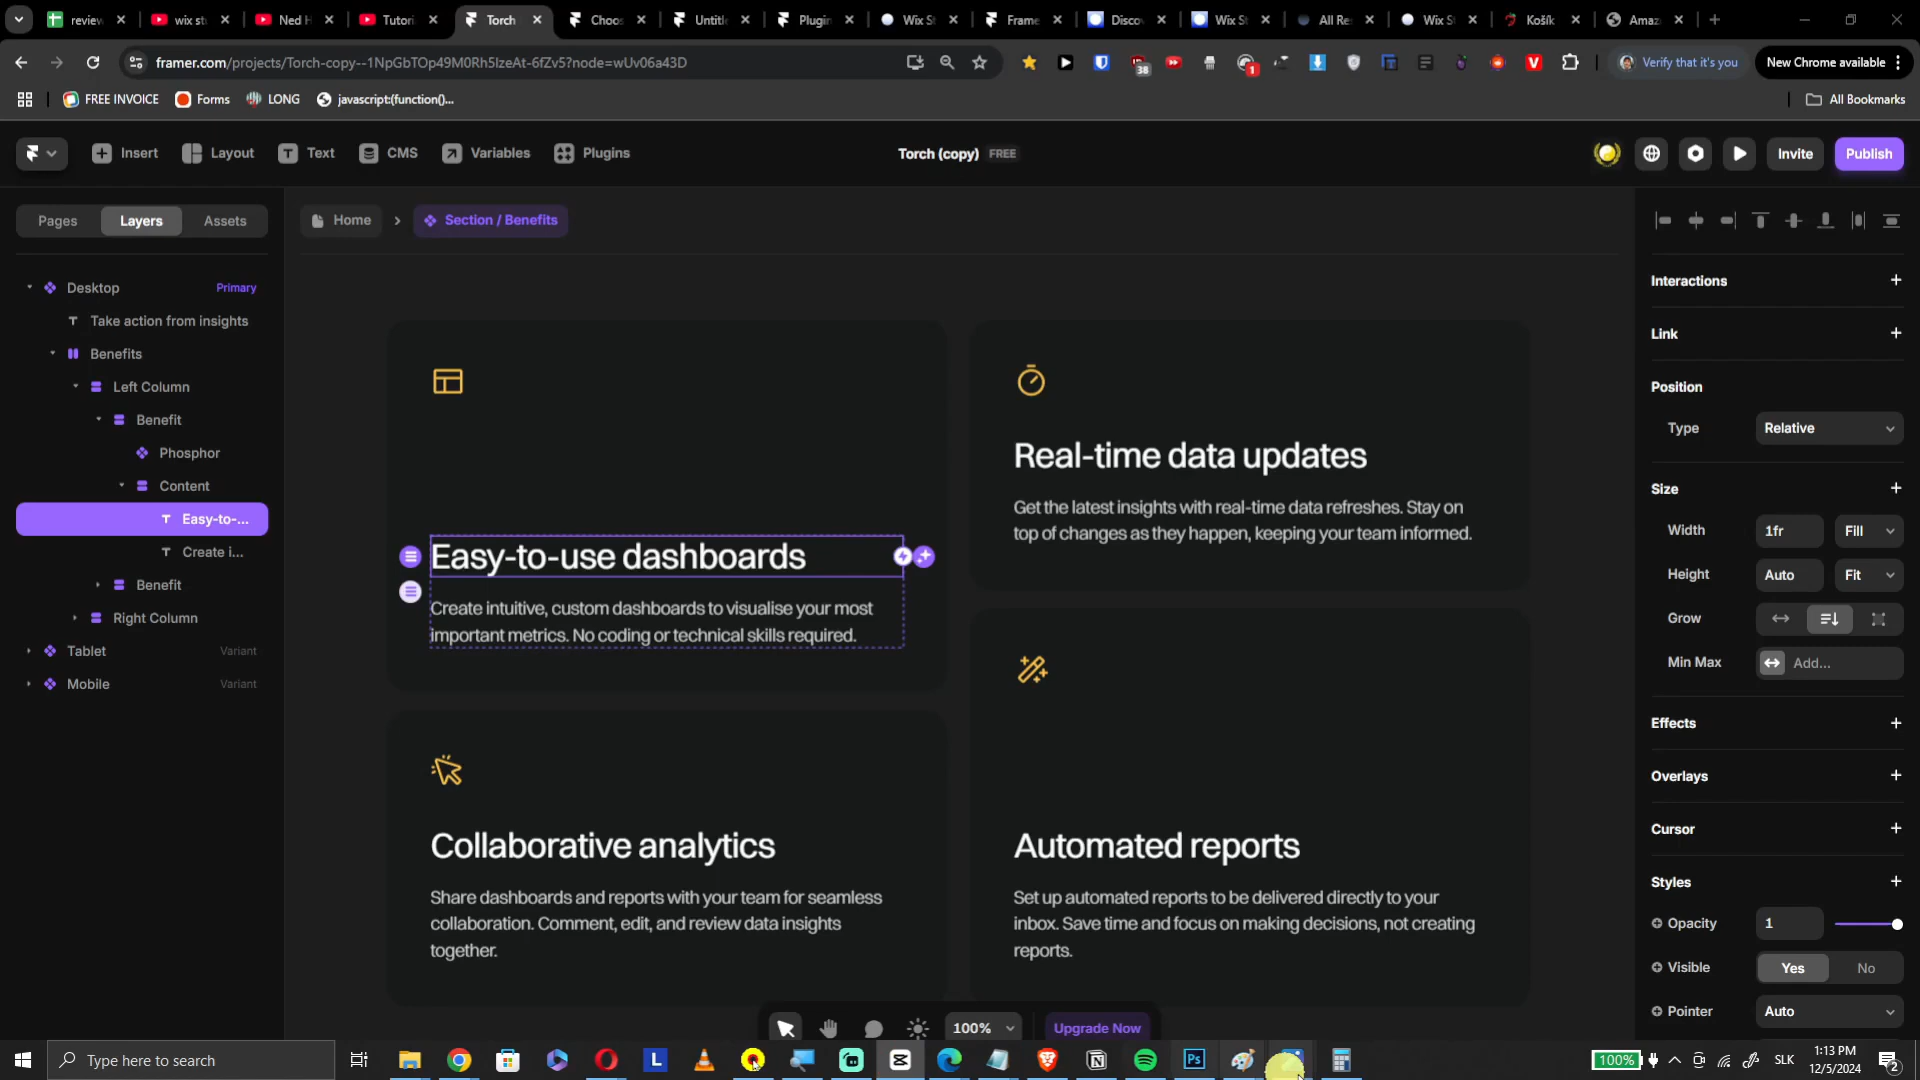 review
wix stu
Ned H
Tutori
Torch
Choos
Untitle
Plugin
Wix S
Frame
Disco
Wix S
All Re
Wix S
Košík
Amaz
framer.com/projects/Torch-copy--1NpGbTOp49M0Rh5lzeAt-6fZv5?node=wUv06a43D
38
1
Verify that it's you
New Chrome available
FREE INVOICE
Forms
LONG
javascript:(function()...
All Bookmarks
Insert
Layout
Text
CMS
Variables
Plugins
Torch (copy) FREE
Invite
Publish
Pages
Layers
Assets
Home
Section / Benefits
Desktop
Primary
Take action from insights
Benefits
Left Column
Benefit
Phosphor
Content
Easy-to-...
Create i...
Benefit
Right Column
Tablet
Variant
Mobile
Variant
Easy-to-use dashboards
Create intuitive, custom dashboards to visualise your most
important metrics. No coding or technical skills required.
Real-time data updates
Get the latest insights with real-time data refreshes. Stay on
top of changes as they happen, keeping your team informed.
Collaborative analytics
Share dashboards and reports with your team for seamless
collaboration. Comment, edit, and review data insights
together.
Automated reports
Set up automated reports to be delivered directly to your
inbox. Save time and focus on making decisions, not creating
reports.
100%
Upgrade Now
Interactions
Link
Position
Type
Relative
Size
Width
1fr
Fill
Height
Auto
Fit
Grow
Min Max
Add...
Effects
Overlays
Cursor
Styles
Opacity
1
Visible
Yes
No
Pointer
Auto
Type here to search
L
Ps
100%
SLK
1:13 PM
12/5/2024
2